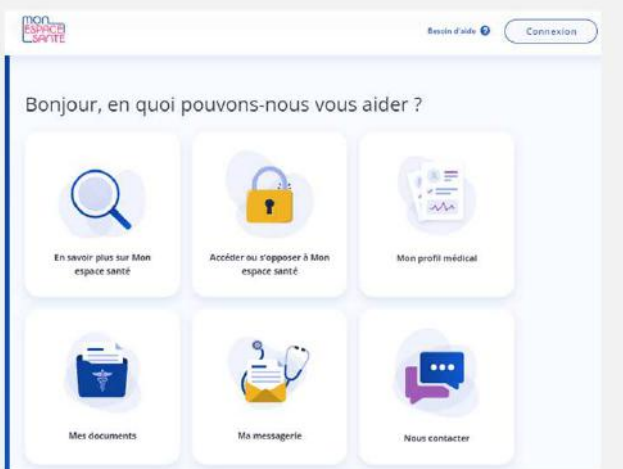 mon
ESPACE
SANTÉ
Besoin d'aide ?
Connexion
Bonjour, en quoi pouvons-nous vous aider ?
En savoir plus sur Mon
espace santé
Accéder ou s'opposer à Mon
espace santé
Mon profil médical
Mes documents
Ma messagerie
Nous contacter